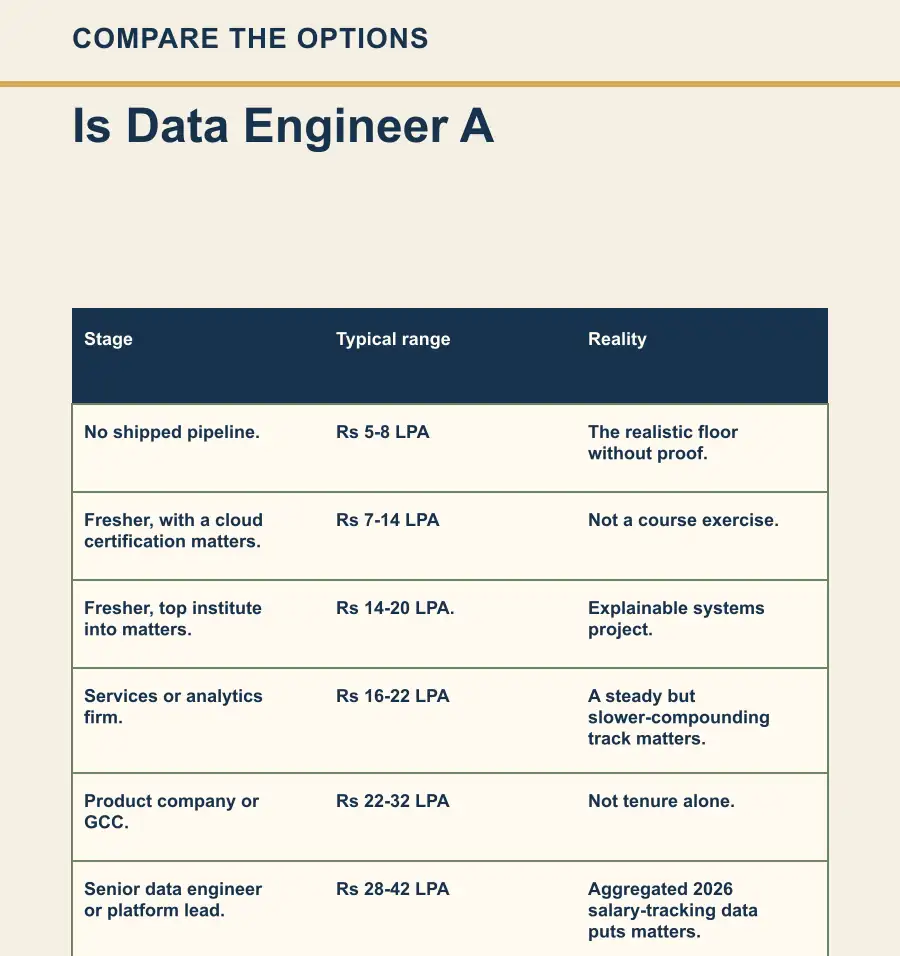 COMPARE THE OPTIONS
Is Data Engineer A
Stage Typical range Reality
No shipped pipeline. Rs 5-8 LPA The realistic floor
without proof.
Fresher, with a cloud Rs 7-14 LPA Not a course exercise.
certification matters.
Fresher, top institute Rs 14-20 LPA. Explainable systems
into matters. project.
Services or analytics Rs 16-22 LPA A steady but
firm. slower-compounding
track matters.
Product company or Rs 22-32 LPA Not tenure alone.
GCC.
Senior data engineer Rs 28-42 LPA Aggregated 2026
or platform lead. salary-tracking data
puts matters.